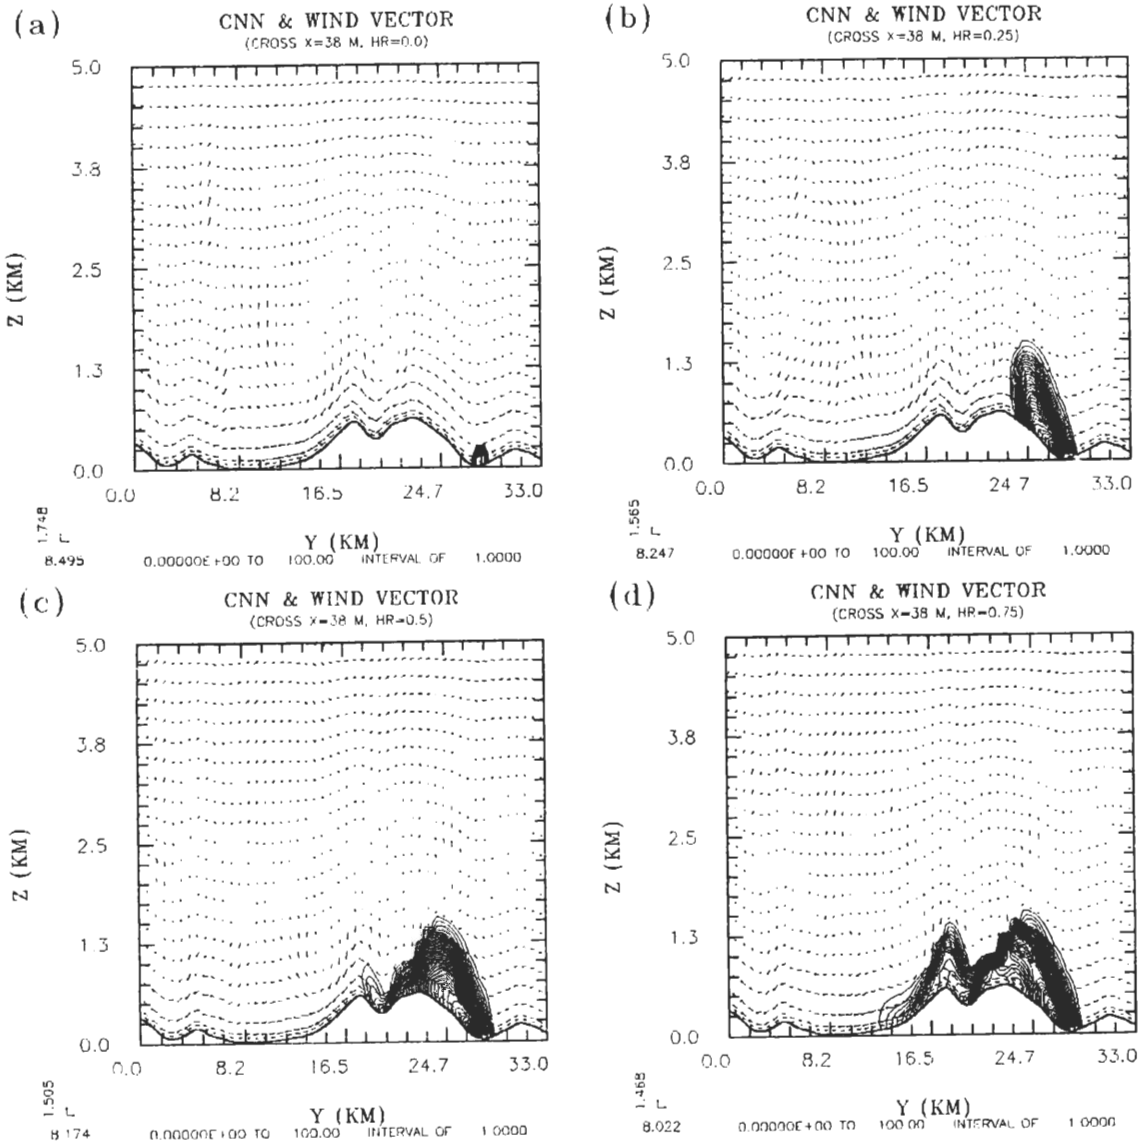 (a)
CNN & WIND VECTOR
(CROSS X=38 M, HR=0.0)
5.0
3.8
2.5
1.3
0.0
Z (KM)
0.0 8.2 16.5 24.7 33.0
Y (KM)
1.748
8.495
0.00000E+00 TO 100.00 INTERVAL OF 1.0000
(b)
CNN & WIND VECTOR
(CROSS X=38 M, HR=0.25)
5.0
3.8
2.5
1.3
0.0
Z (KM)
0.0 8.2 16.5 24.7 33.0
Y (KM)
1.565
8.247
0.00000E+00 TO 100.00 INTERVAL OF 1.0000
(c)
CNN & WIND VECTOR
(CROSS X=38 M, HR=0.5)
5.0
3.8
2.5
1.3
0.0
Z (KM)
0.0 8.2 16.5 24.7 33.0
Y (KM)
1.505
8.174
0.00000E+00 TO 100.00 INTERVAL OF 1.0000
(d)
CNN & WIND VECTOR
(CROSS X=38 M, HR=0.75)
5.0
3.8
2.5
1.3
0.0
Z (KM)
0.0 8.2 16.5 24.7 33.0
Y (KM)
1.468
8.022
0.00000E+00 TO 100.00 INTERVAL OF 1.0000